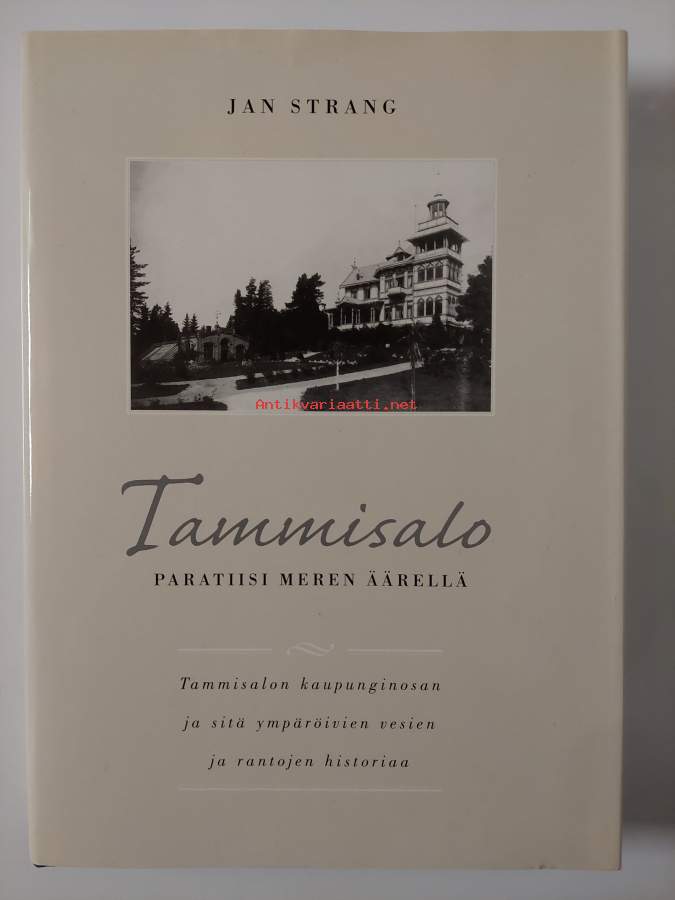 JAN STRANG
Antikvariaatti.net
Tammisalo
PARATIISI MEREN ÄÄRELLÄ
Tammisalon kaupunginosan
ja sitä ympäröivien vesien
ja rantojen historiaa